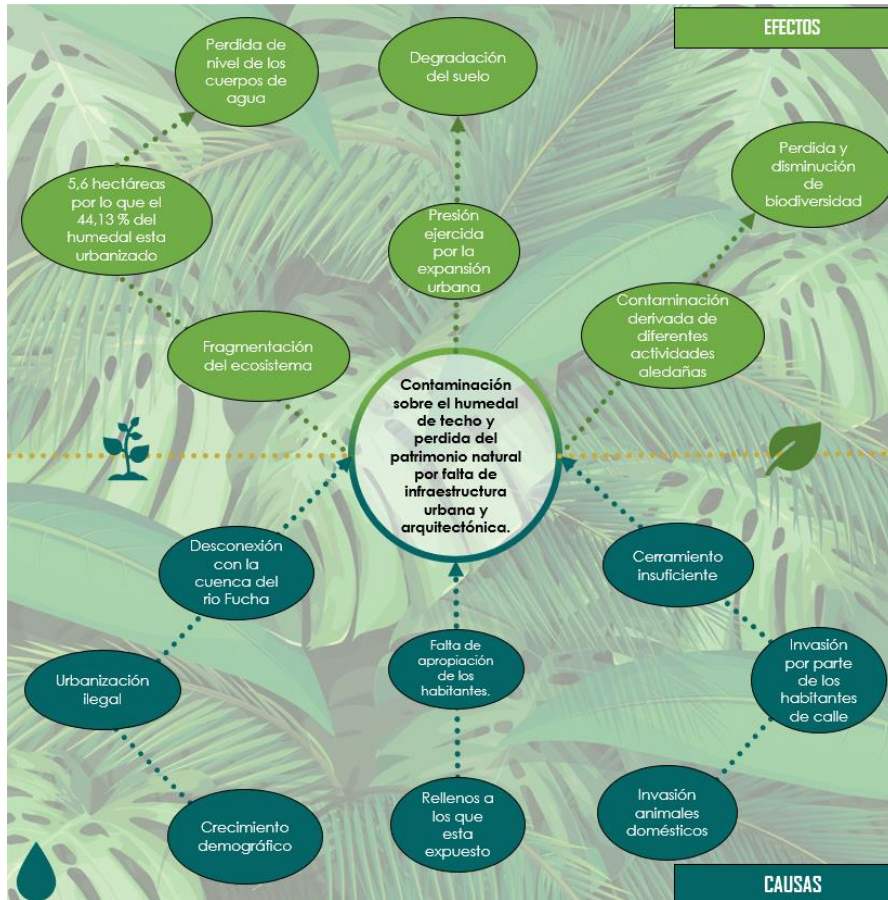 EFECTOS
Perdida de
nivel de los
cuerpos de
agua
Degradación
del suelo
Perdida y
disminución
de
biodiversidad
5,6 hectáreas
por lo que el
44,13 % del
humedal esta
urbanizado
Presión
ejercida
por la
expansión
urbana
Contaminación
derivada de
diferentes
actividades
aledañas
Fragmentación
del ecosistema
Contaminación
sobre el humedal
de techo y
perdida del
patrimonio natural
por falta de
infraestructura
urbana y
arquitectónica.
Desconexión
con la
cuenca del
rio Fucha
Cerramiento
insuficiente
Falta de
apropiación
de los
habitantes.
Urbanización
ilegal
Invasión
por parte
de los
habitantes
de calle
Crecimiento
demográfico
Rellenos a
los que
esta
expuesto
Invasión
animales
domésticos
CAUSAS